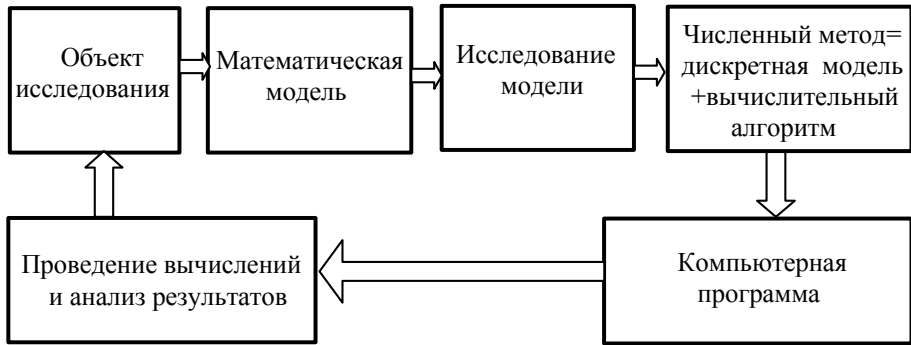 Объект
исследования
Математическая
модель
Исследование
модели
Численный метод=
дискретная модель
+вычислительный
алгоритм
Проведение вычислений
и анализ результатов
Компьютерная
программа